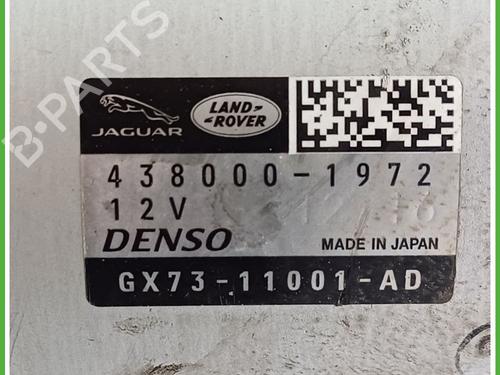 B-PARTS
JAGUAR
LAND-
ROVER
438000-1972
12V
DENSO MADE IN JAPAN
GX73-11001-AD